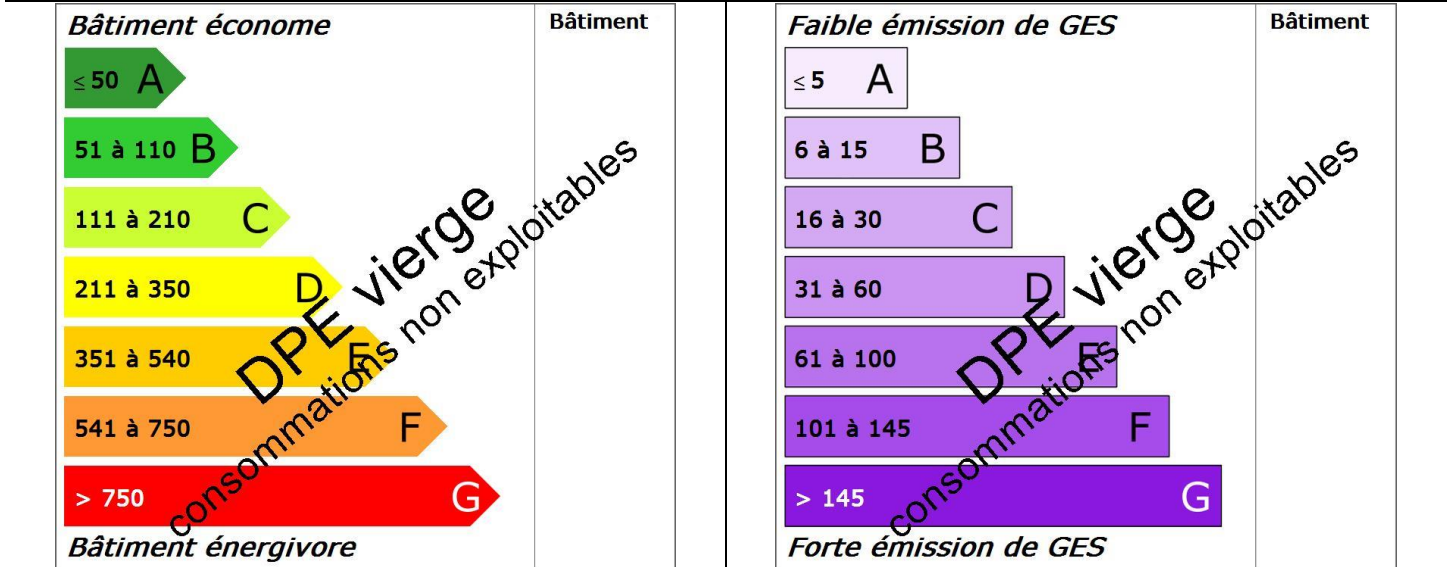 Bâtiment économe
Bâtiment
≤ 50 A
51 à 110 B
111 à 210 C
211 à 350 D
351 à 540 E
541 à 750 F
> 750 G
Bâtiment énergivore
DPE vierge
consommations non exploitables
Faible émission de GES
Bâtiment
≤ 5 A
6 à 15 B
16 à 30 C
31 à 60 D
61 à 100 E
101 à 145 F
> 145 G
Forte émission de GES
DPE vierge
consommations non exploitables